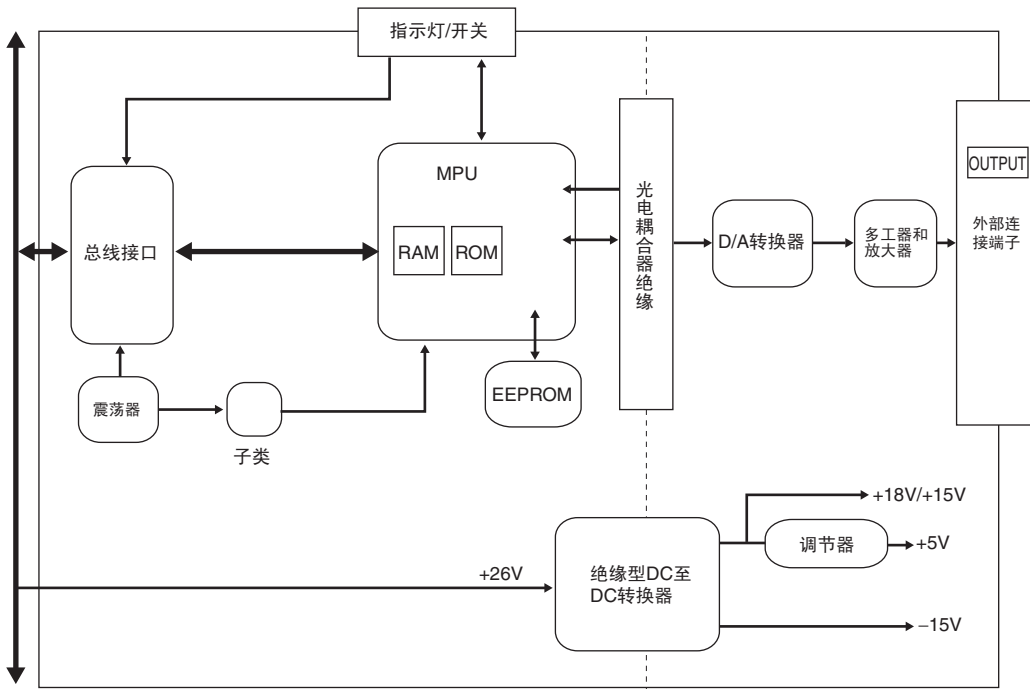 指示灯/开关
MPU
RAM
ROM
总线接口
光电耦合器绝缘
D/A转换器
多工器和
放大器
OUTPUT
外部连
接端子
EEPROM
震荡器
子类
+18V/+15V
调节器
+5V
+26V
绝缘型DC至
DC转换器
−15V